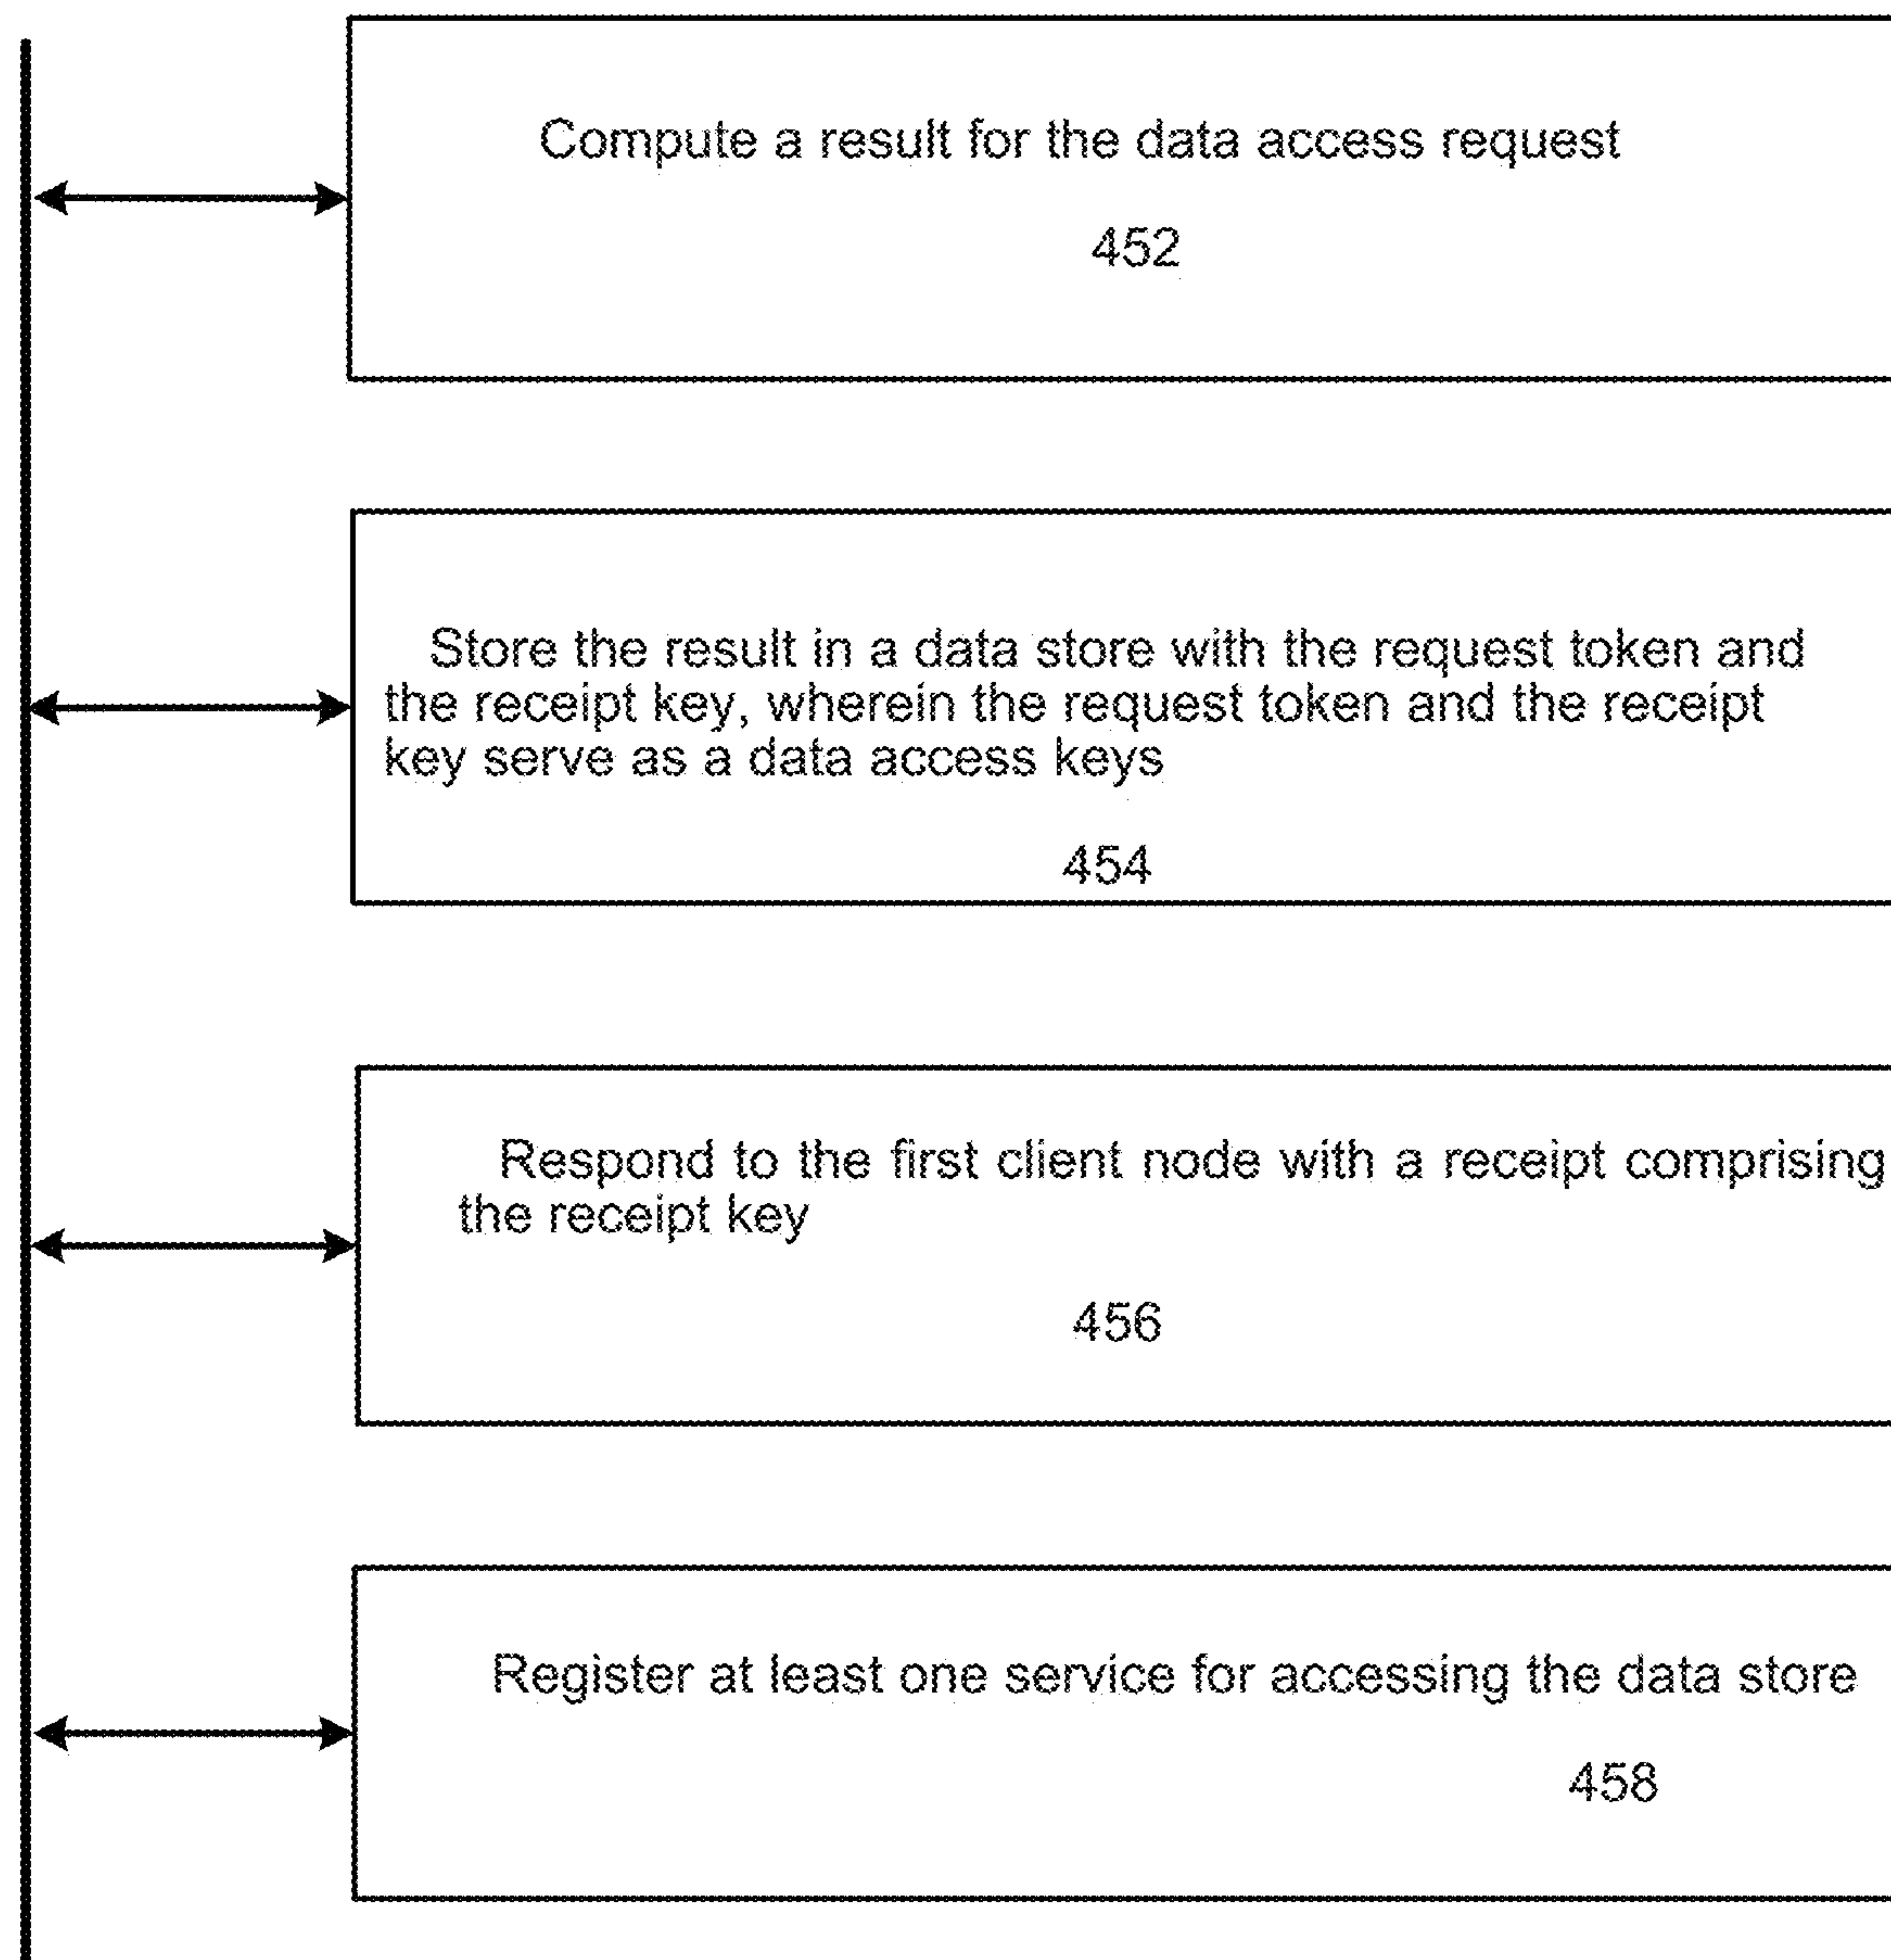 Compute a result for the data access request
452
Store the result in a data store with the request token and
the receipt key, wherein the request token and the receipt
key serve as a data access keys
454
Respond to the first client node with a receipt comprising
the receipt key
456
Register at least one service for accessing the data store
458